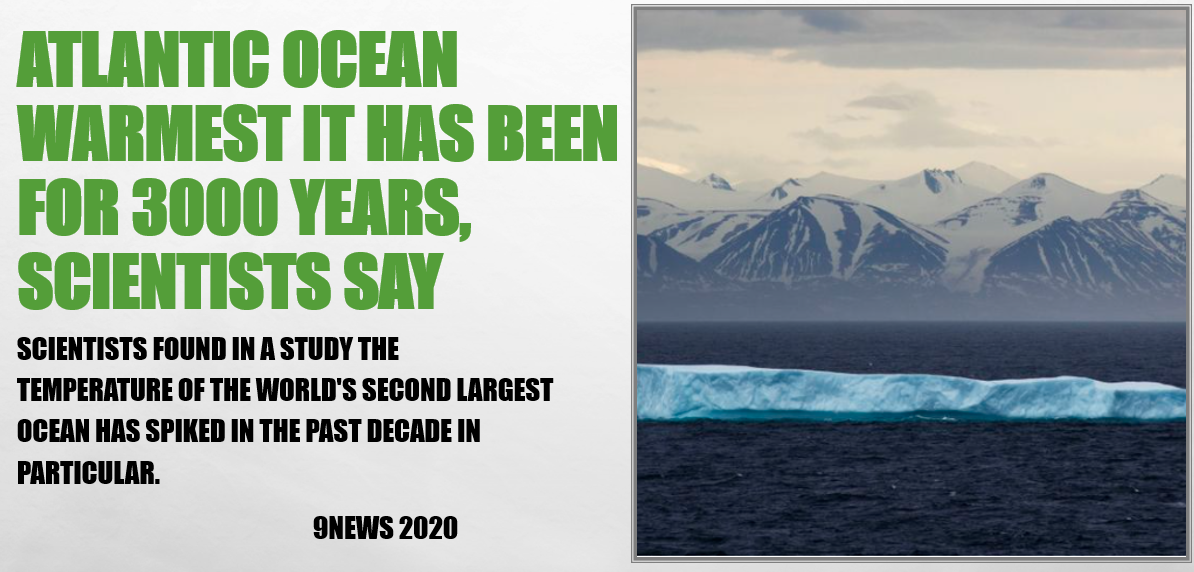 ATLANTIC OCEAN
WARMEST IT HAS BEEN
FOR 3000 YEARS,
SCIENTISTS SAY
SCIENTISTS FOUND IN A STUDY THE
TEMPERATURE OF THE WORLD'S SECOND LARGEST
OCEAN HAS SPIKED IN THE PAST DECADE IN
PARTICULAR.
9NEWS 2020